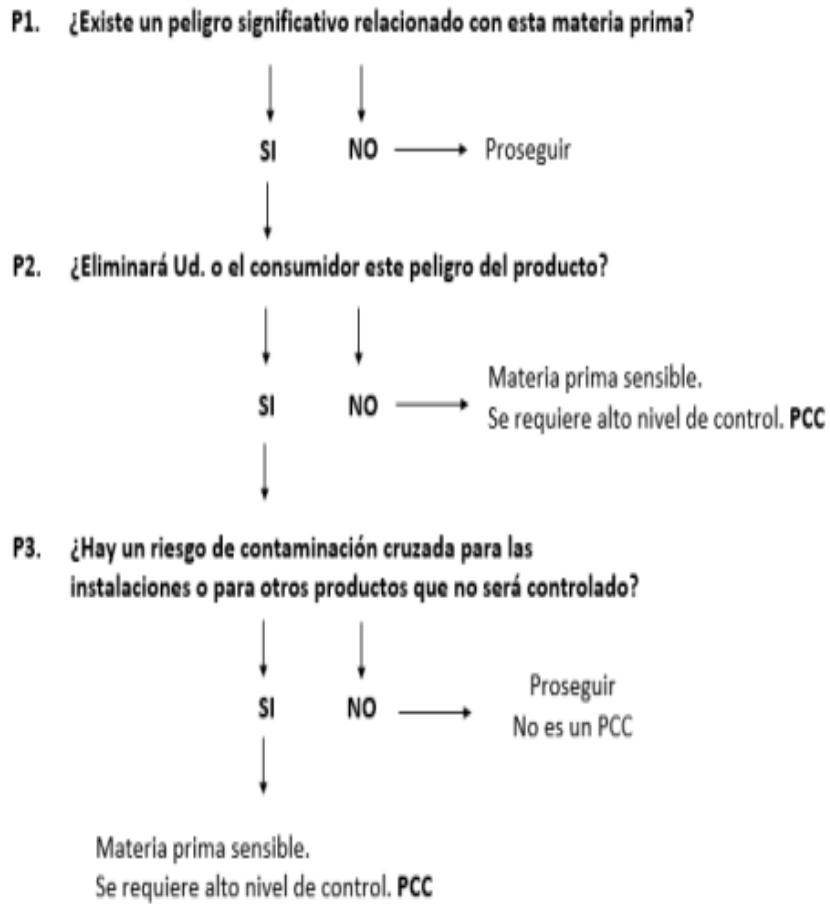 P1. ¿Existe un peligro significativo relacionado con esta materia prima?
SI NO Proseguir
P2. ¿Eliminará Ud. o el consumidor este peligro del producto?
Materia prima sensible.
SI NO Se requiere alto nivel de control. PCC
P3. ¿Hay un riesgo de contaminación cruzada para las
instalaciones o para otros productos que no será controlado?
Proseguir
SI NO No es un PCC
Materia prima sensible.
Se requiere alto nivel de control. PCC